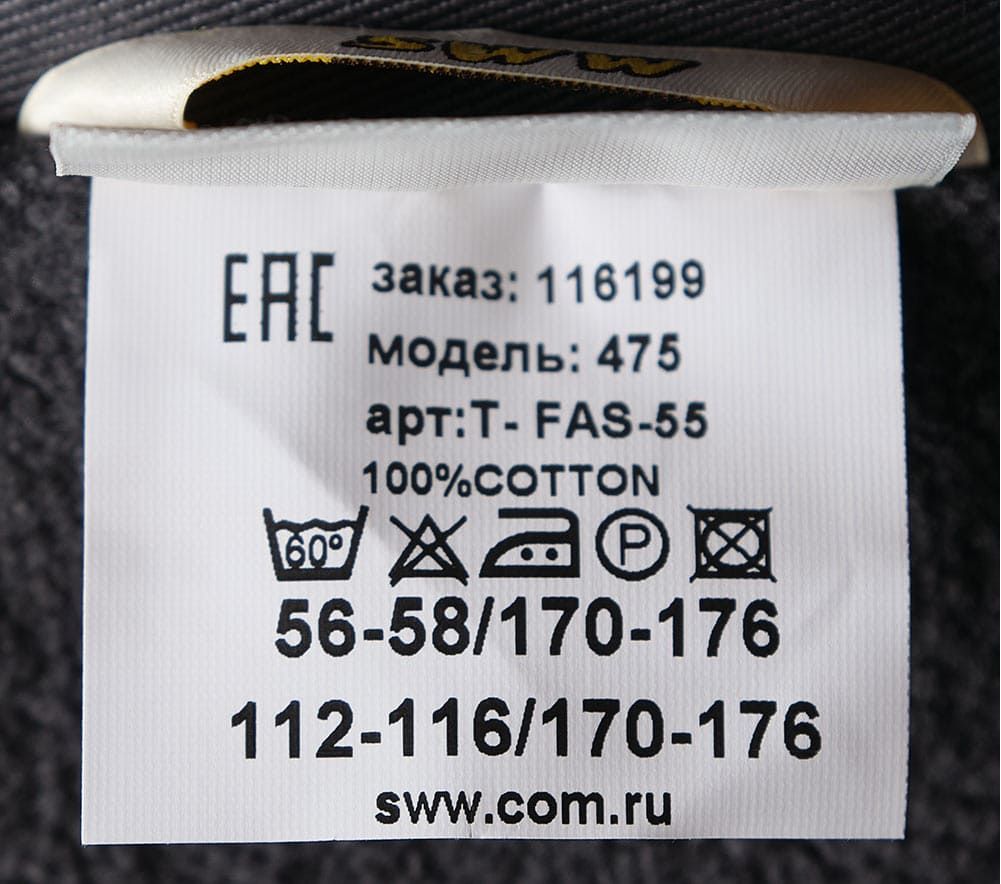 SWW
EAC
заказ: 116199
модель: 475
арт:T- FAS-55
100%COTTON
60°
P
56-58/170-176
112-116/170-176
sww.com.ru